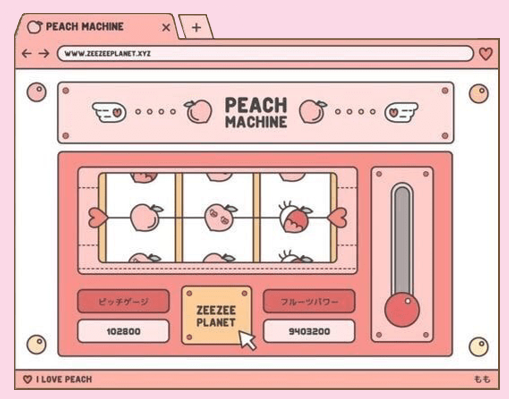 PEACH MACHINE
WWW.ZEEZEEPLANET.XYZ
PEACH
MACHINE
ピッチゲージ
フルーツパワー
ZEEZEE
PLANET
102800
9403200
I LOVE PEACH
もも